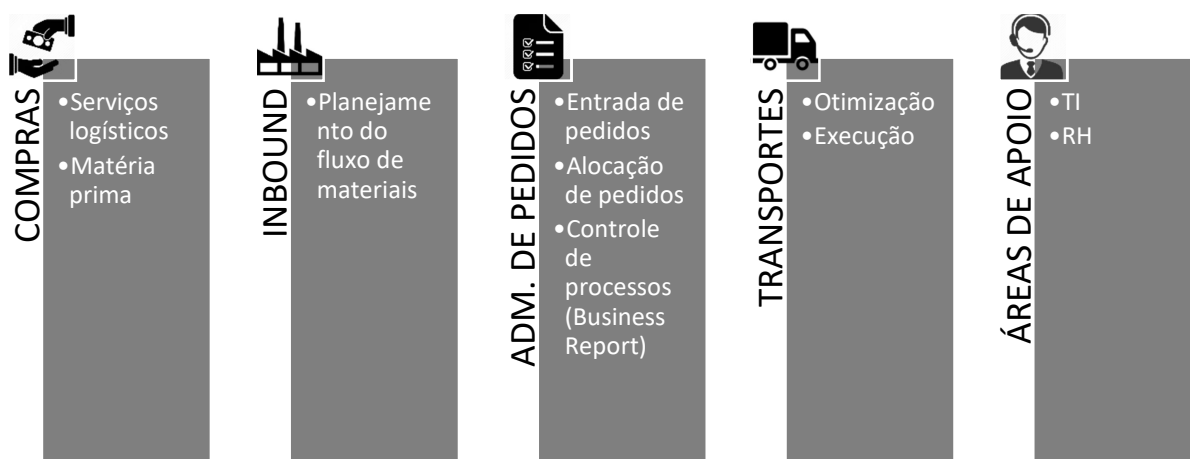 COMPRAS
•Serviços
logísticos
•Matéria
prima
INBOUND
•Planejame
nto do
fluxo de
materiais
ADM. DE PEDIDOS
•Entrada de
pedidos
•Alocação
de pedidos
•Controle
de
processos
(Business
Report)
TRANSPORTES
•Otimização
•Execução
ÁREAS DE APOIO
•TI
•RH